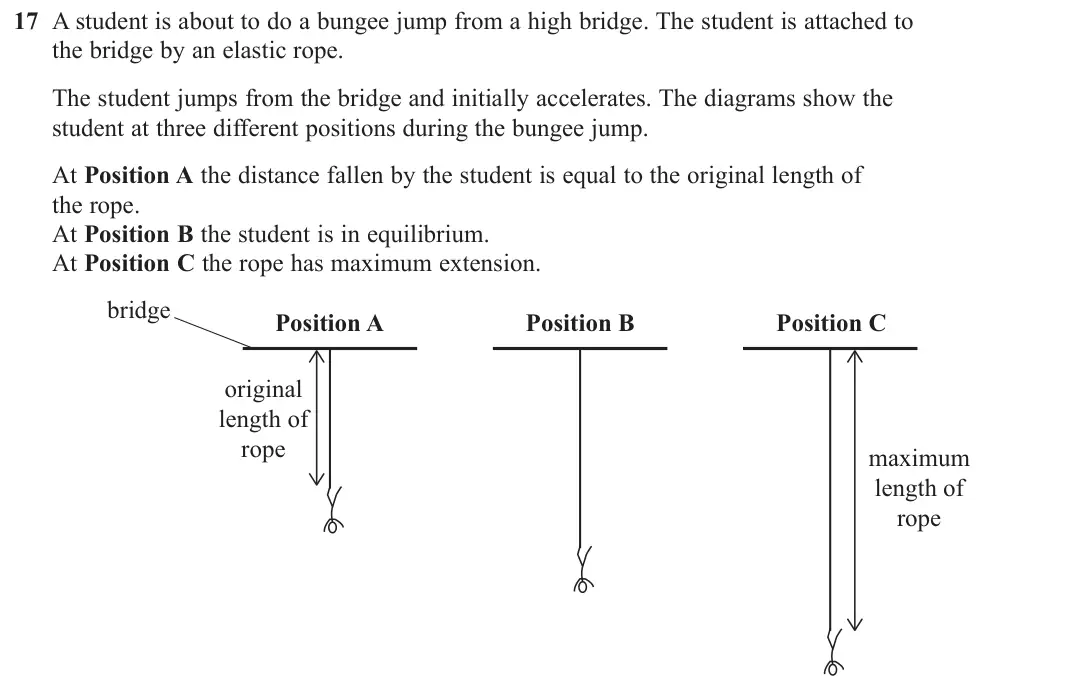 17 A student is about to do a bungee jump from a high bridge. The student is attached to
the bridge by an elastic rope.
The student jumps from the bridge and initially accelerates. The diagrams show the
student at three different positions during the bungee jump.
At Position A the distance fallen by the student is equal to the original length of
the rope.
At Position B the student is in equilibrium.
At Position C the rope has maximum extension.
bridge
Position A
Position B
Position C
original
length of
rope
maximum
length of
rope